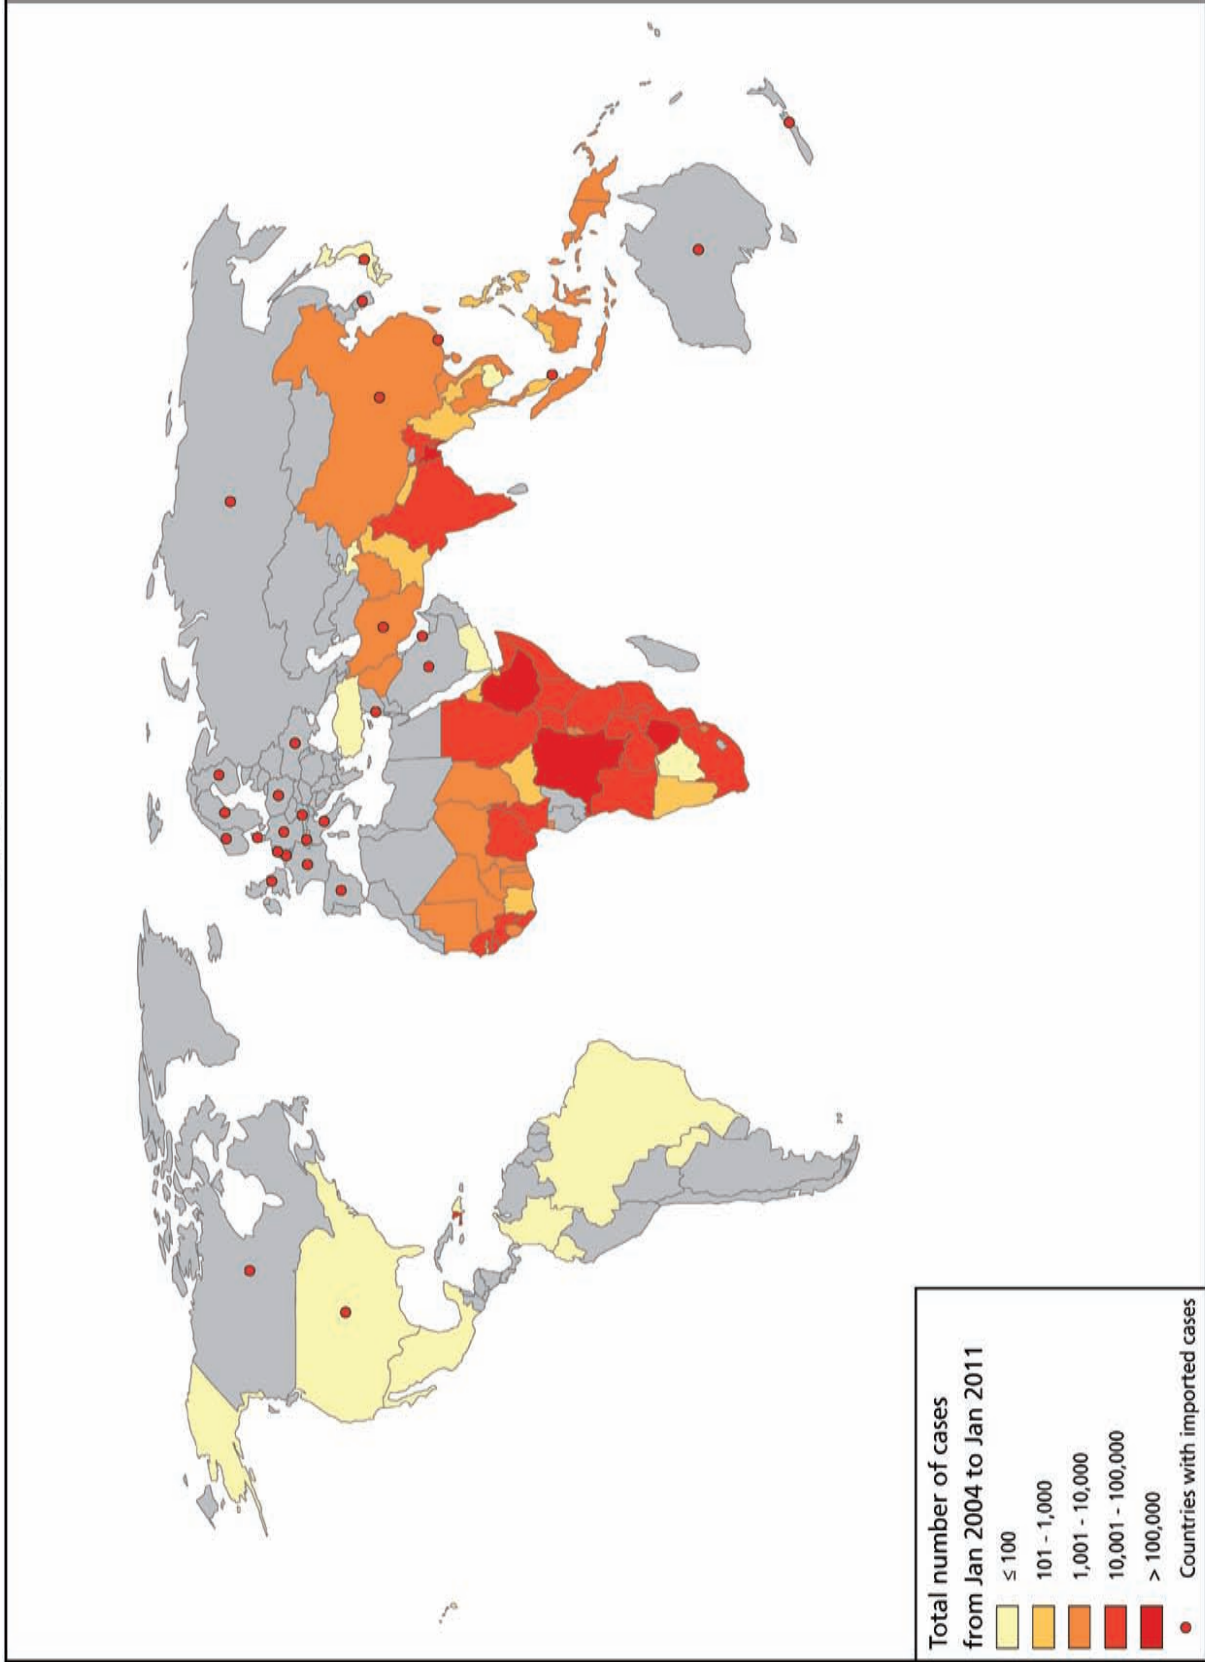 Total number of cases
from Jan 2004 to Jan 2011
≤ 100
101 - 1,000
1,001 - 10,000
10,001 - 100,000
> 100,000
Countries with imported cases